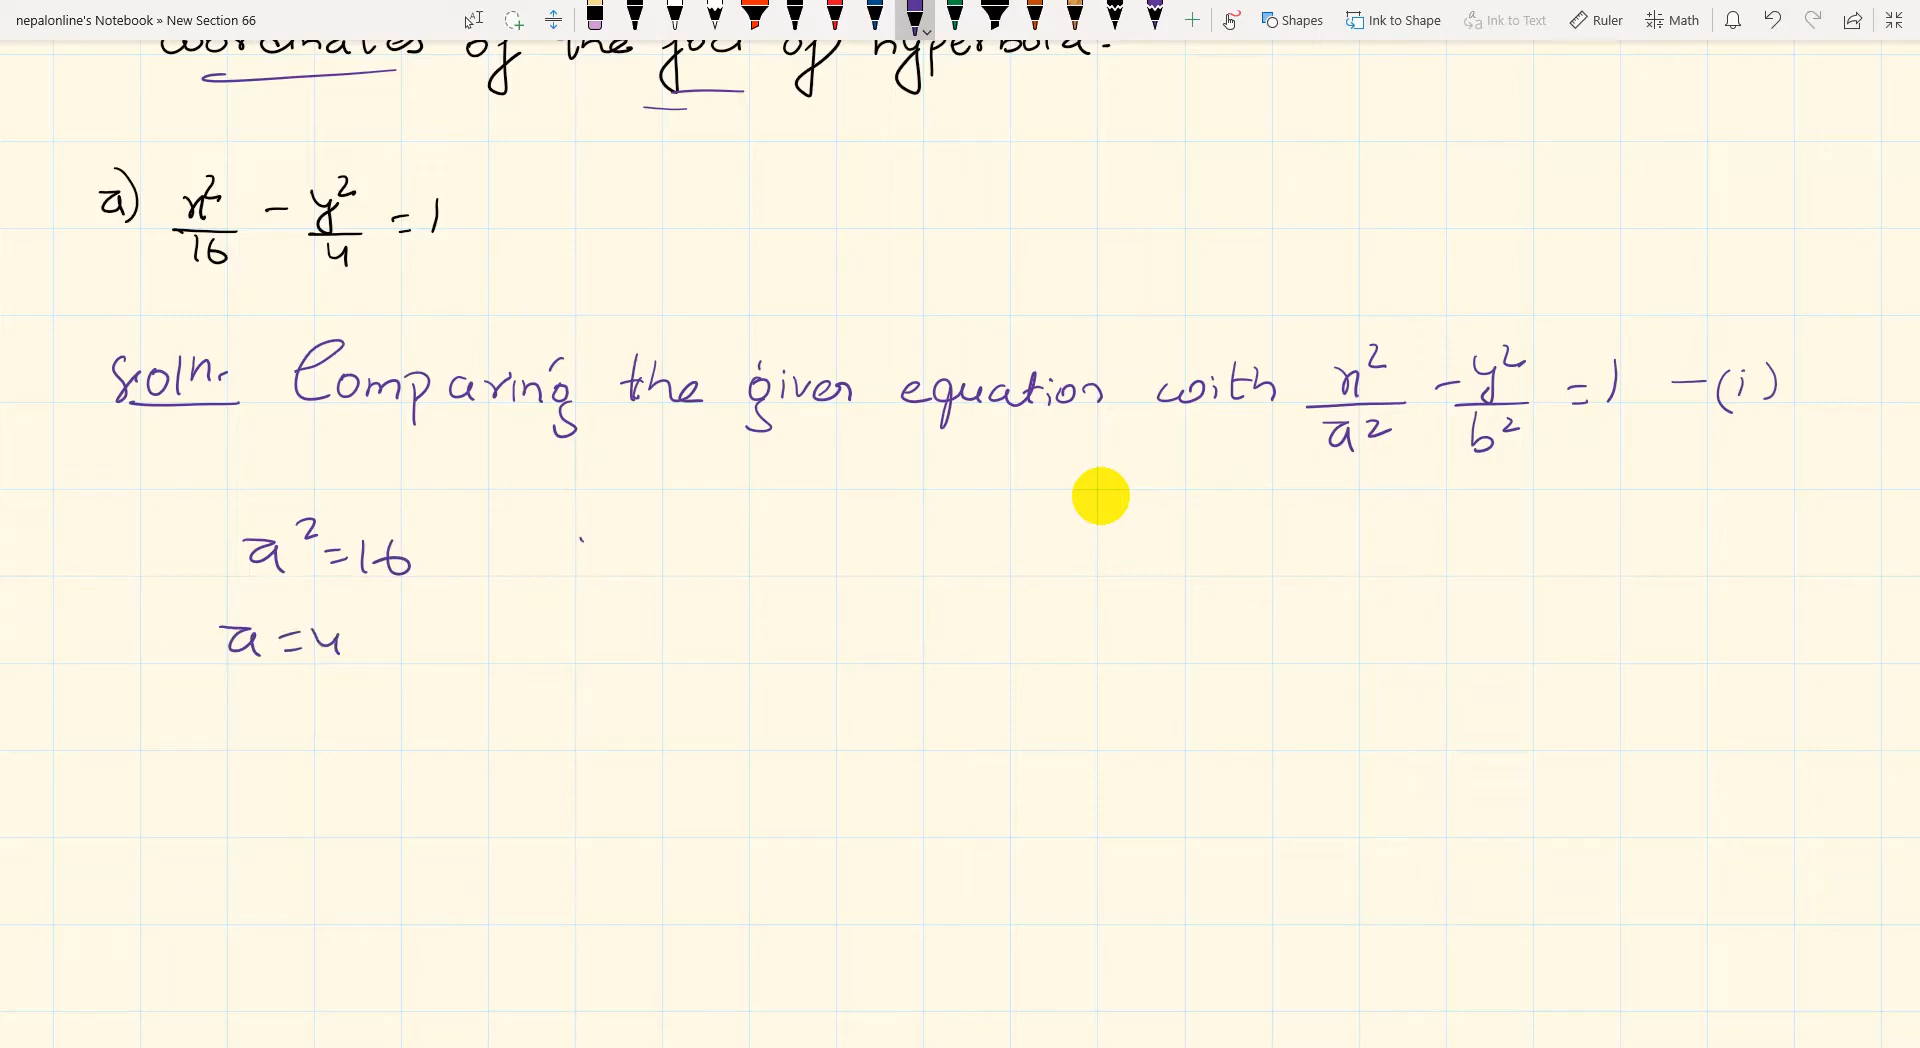 nepalonline's Notebook » New Section 66
Shapes Ink to Shape Ink to Text Ruler Math
coordinates of the foci of hyperbola.
a) x²/16 - y²/4 = 1
Soln. Comparing the given equation with x²/a² - y²/b² = 1 - (i)
a² = 16
a = 4